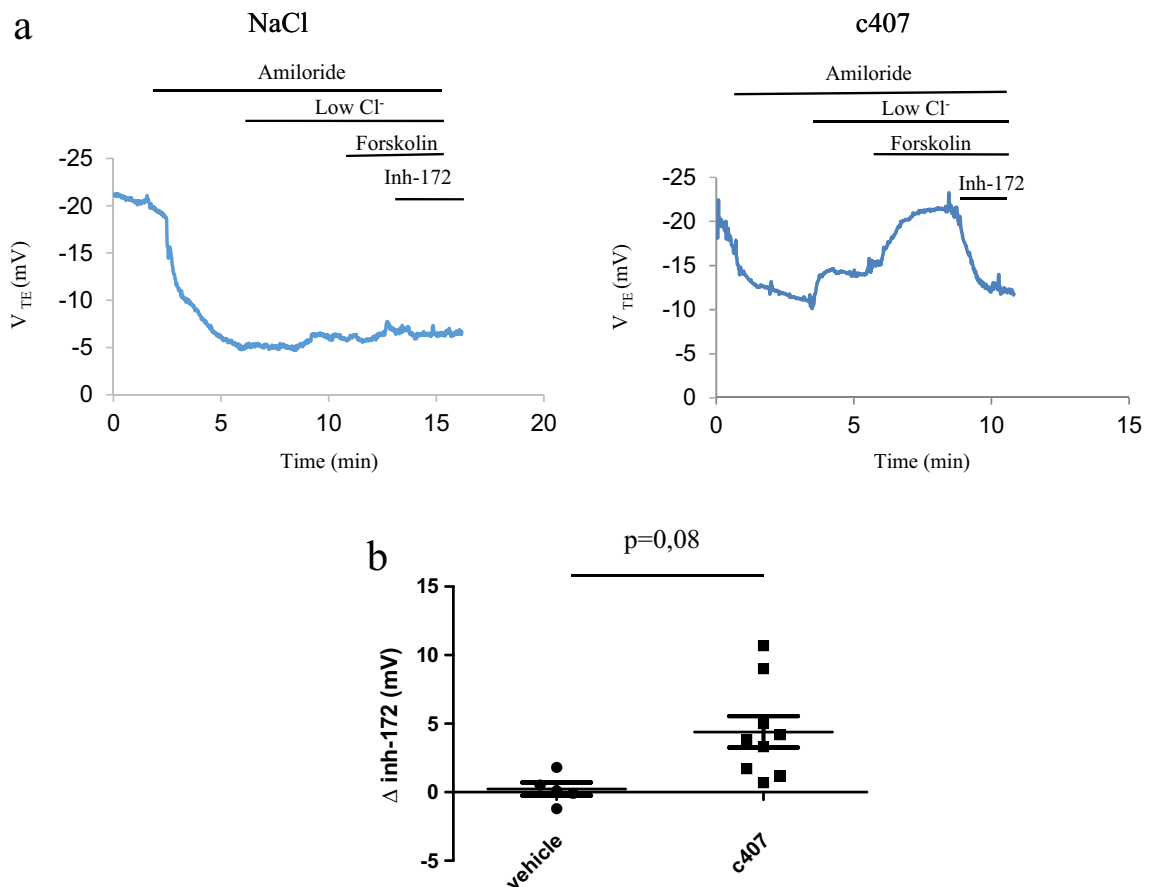 a
NaCl
c407
Amiloride
Low Cl-
Forskolin
Inh-172
-25
-20
-15
-10
-5
0
VTE (mV)
0 5 10 15 20
Time (min)
Amiloride
Low Cl-
Forskolin
Inh-172
-25
-20
-15
-10
-5
0
V TE (mV)
0 5 10 15
Time (min)
b
p=0,08
15
10
5
0
-5
Δ inh-172 (mV)
vehicle
c407